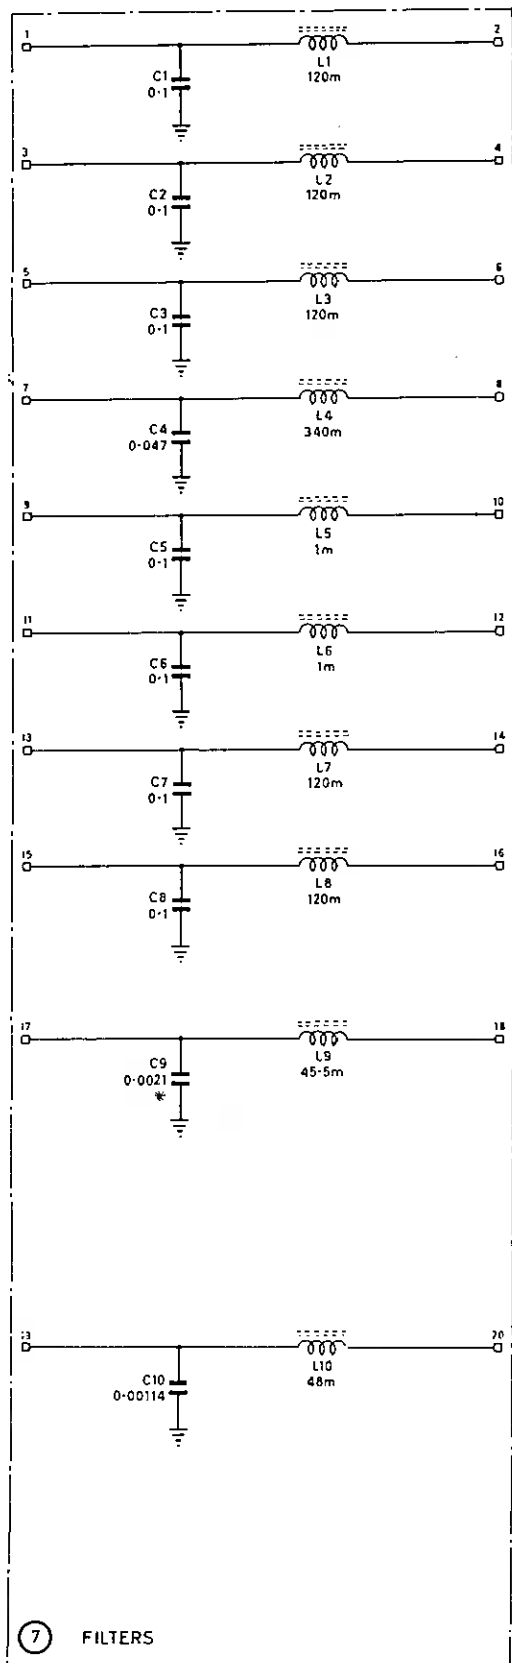 1 2
L1
120m
C1
0·1
3 4
L2
120m
C2
0·1
5 6
L3
120m
C3
0·1
7 8
L4
340m
C4
0·047
9 10
L5
1m
C5
0·1
11 12
L6
1m
C6
0·1
13 14
L7
120m
C7
0·1
15 16
L8
120m
C8
0·1
17 18
L9
45·5m
C9
0·0021
*
20
L10
48m
C10
0·00114
7 FILTERS